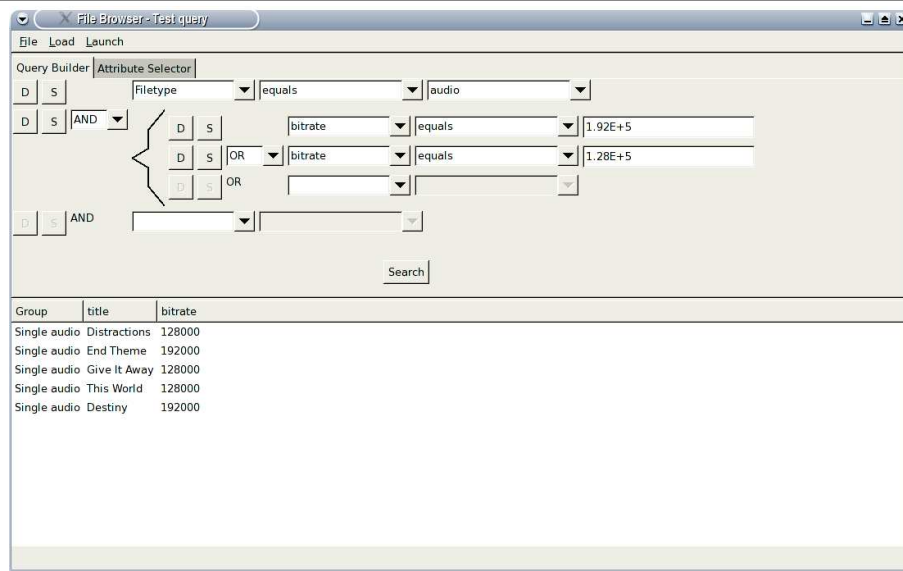 File Browser - Test query
File Load Launch
Query Builder Attribute Selector
D S Filetype equals audio
D S AND
D S bitrate equals 1.92E+5
D S OR bitrate equals 1.28E+5
D S OR
D S AND
Search
Group title bitrate
Single audio Distractions 128000
Single audio End Theme 192000
Single audio Give It Away 128000
Single audio This World 128000
Single audio Destiny 192000